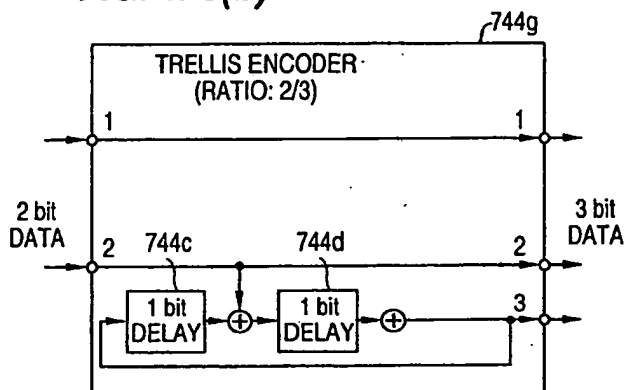 744g
TRELLIS ENCODER
(RATIO: 2/3)
1
1
2 bit
DATA
3 bit
DATA
2
744c
744d
2
3
1 bit
DELAY
1 bit
DELAY